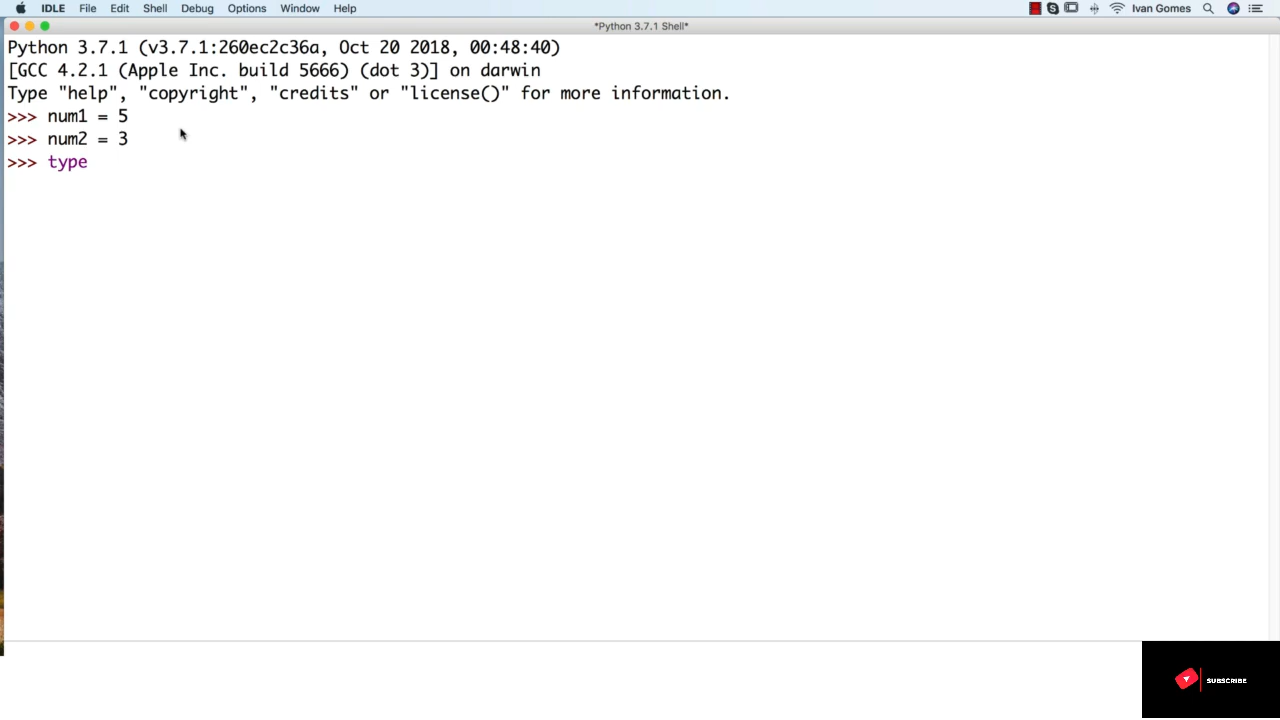 IDLE File Edit Shell Debug Options Window Help Ivan Gomes
*Python 3.7.1 Shell*
Python 3.7.1 (v3.7.1:260ec2c36a, Oct 20 2018, 00:48:40)
[GCC 4.2.1 (Apple Inc. build 5666) (dot 3)] on darwin
Type "help", "copyright", "credits" or "license()" for more information.
>>> num1 = 5
>>> num2 = 3
>>> type
SUBSCRIBE